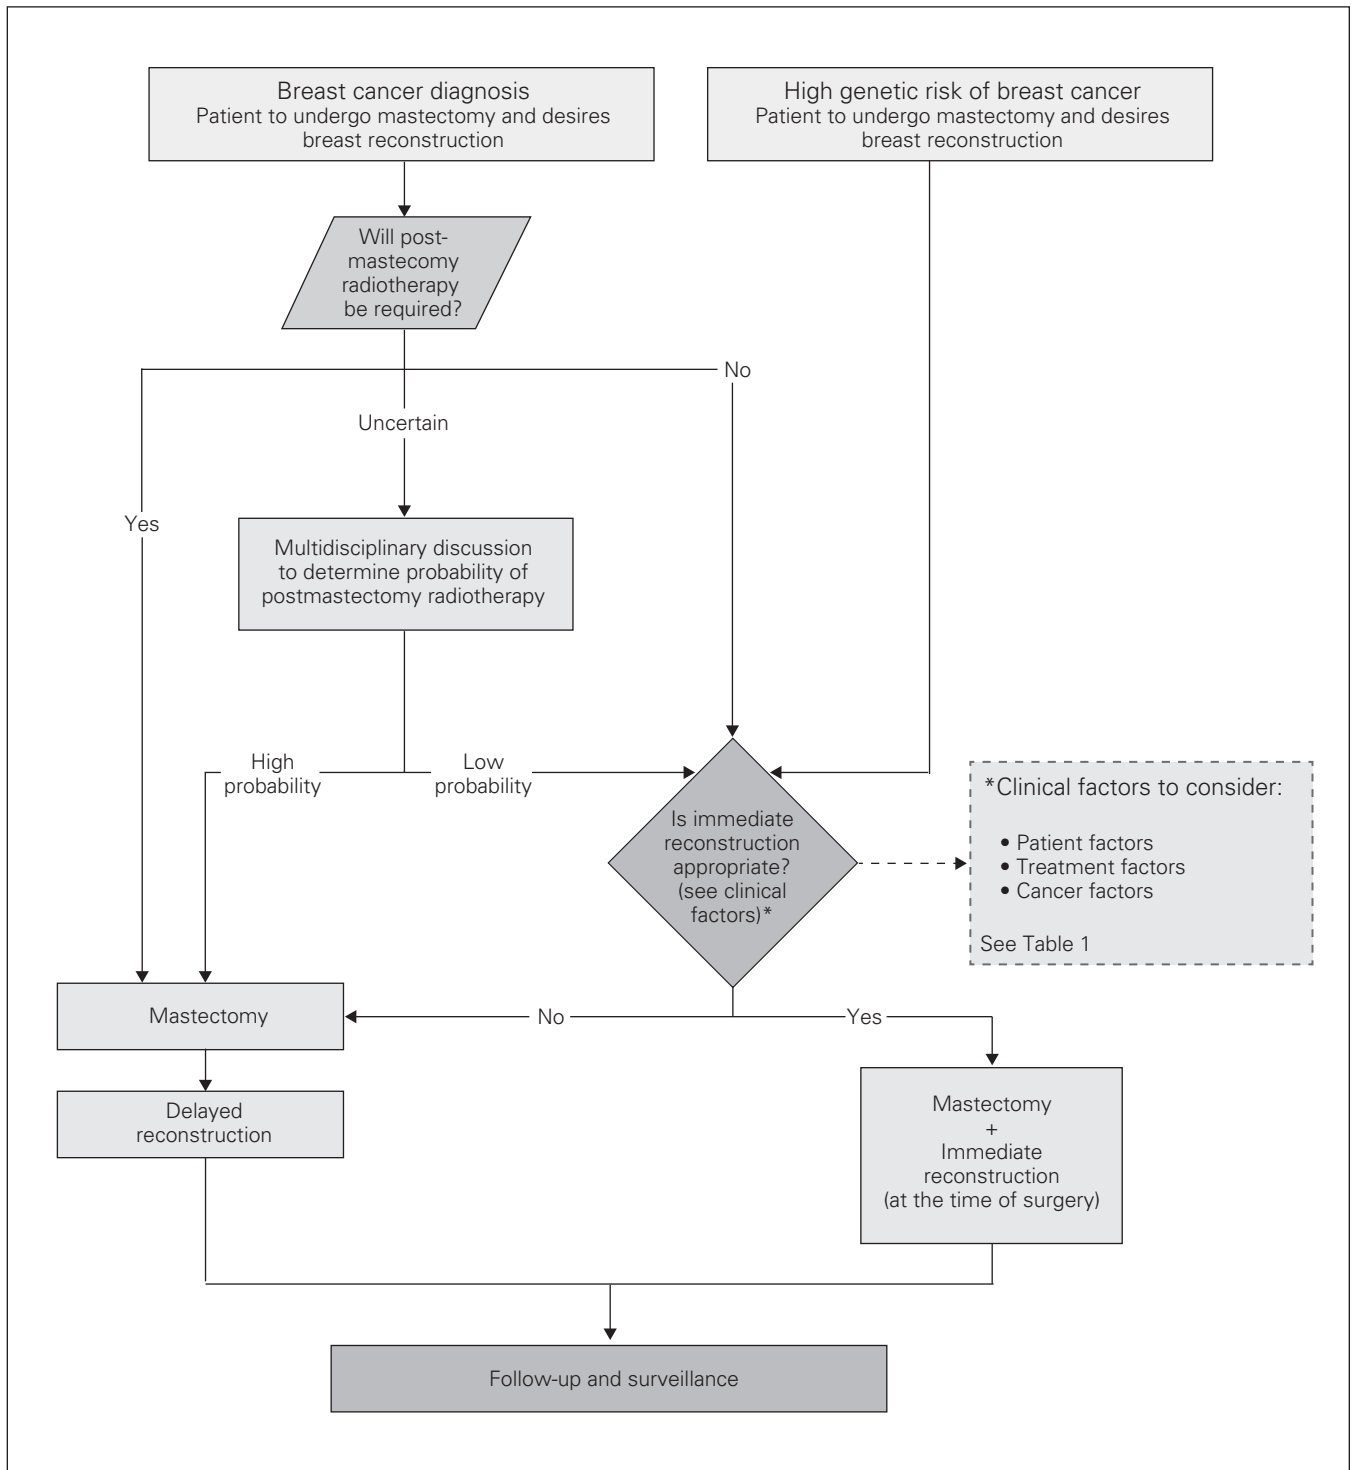 Breast cancer diagnosis
Patient to undergo mastectomy and desires
breast reconstruction
High genetic risk of breast cancer
Patient to undergo mastectomy and desires
breast reconstruction
Will post-
mastecomy
radiotherapy
be required?
No
Uncertain
Yes
Multidisciplinary discussion
to determine probability of
postmastectomy radiotherapy
High
probability
Low
probability
Is immediate
reconstruction
appropriate?
(see clinical
factors)*
*Clinical factors to consider:
• Patient factors
• Treatment factors
• Cancer factors
See Table 1
Mastectomy
No
Yes
Delayed
reconstruction
Mastectomy
+
Immediate
reconstruction
(at the time of surgery)
Follow-up and surveillance